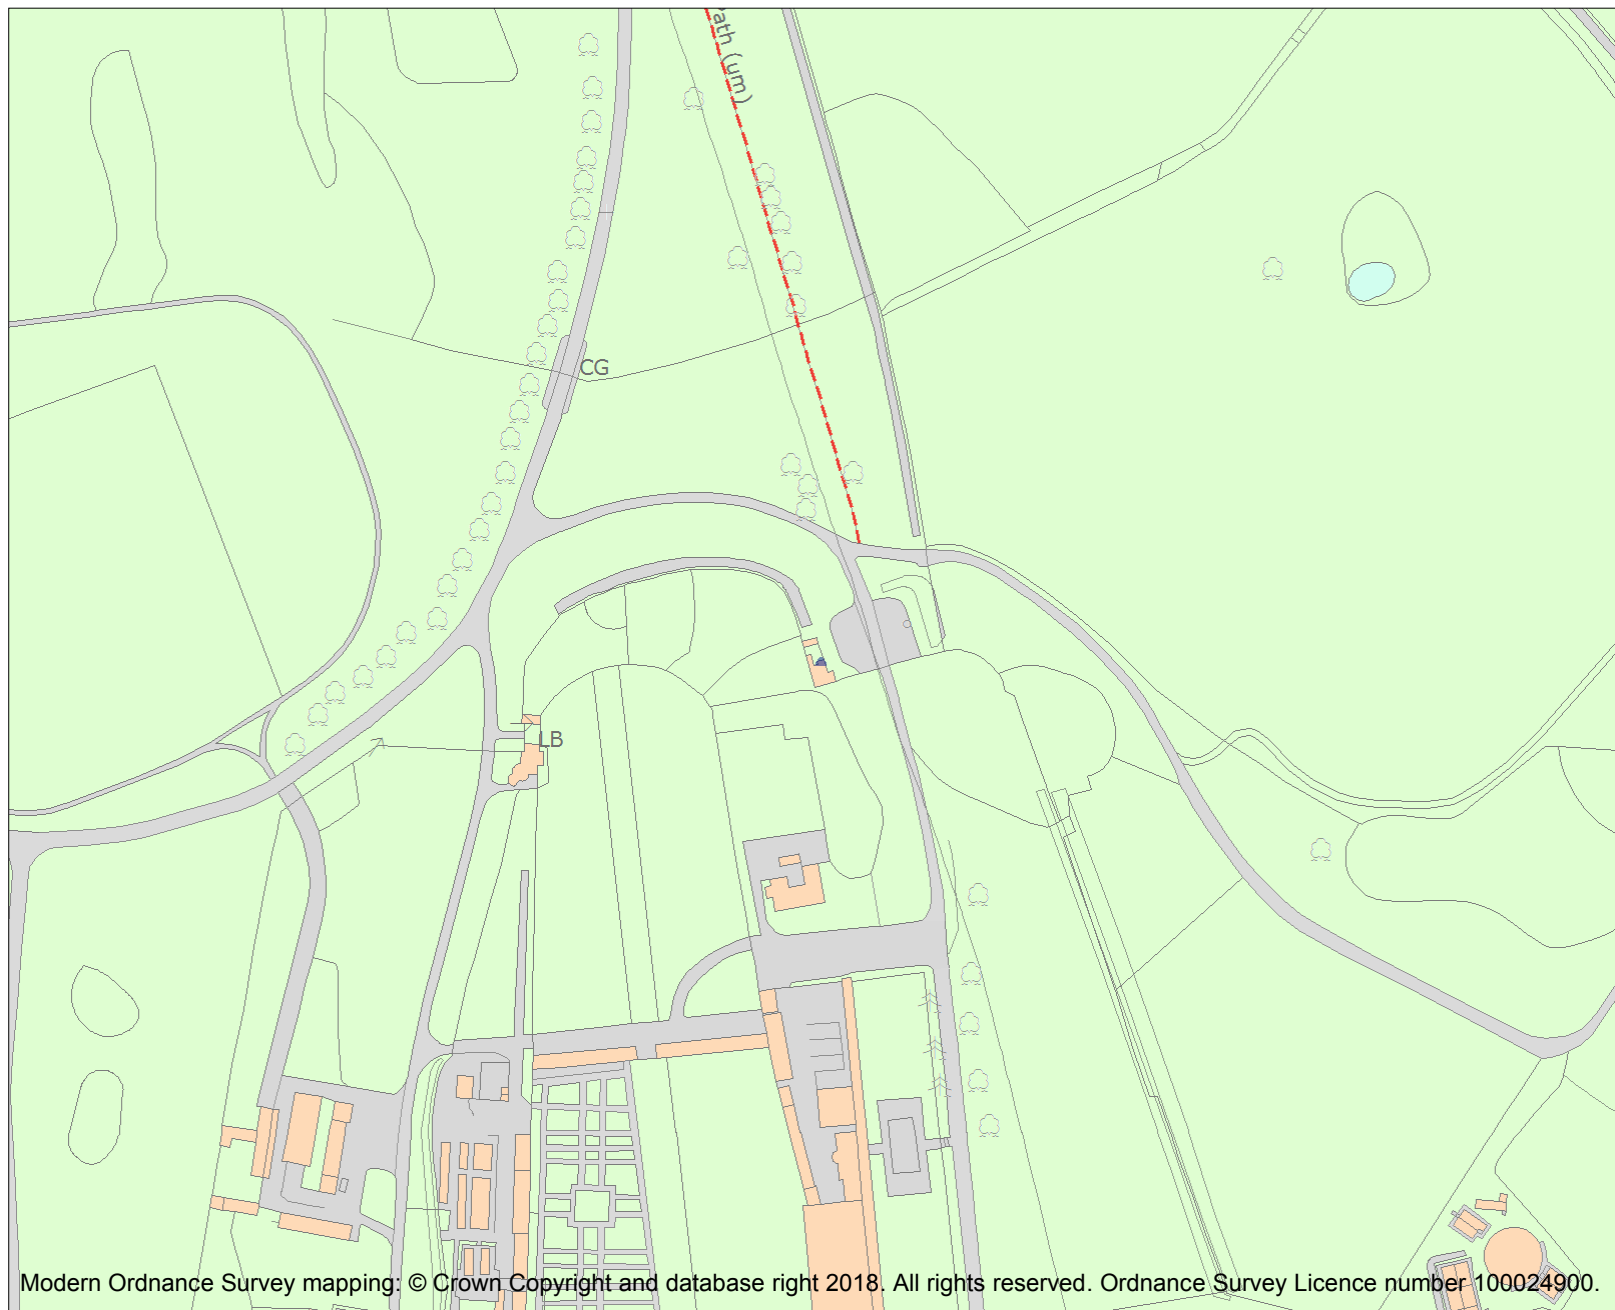 Path (um)
CG
LB
Modern Ordnance Survey mapping: © Crown Copyright and database right 2018. All rights reserved. Ordnance Survey Licence number 100024900.